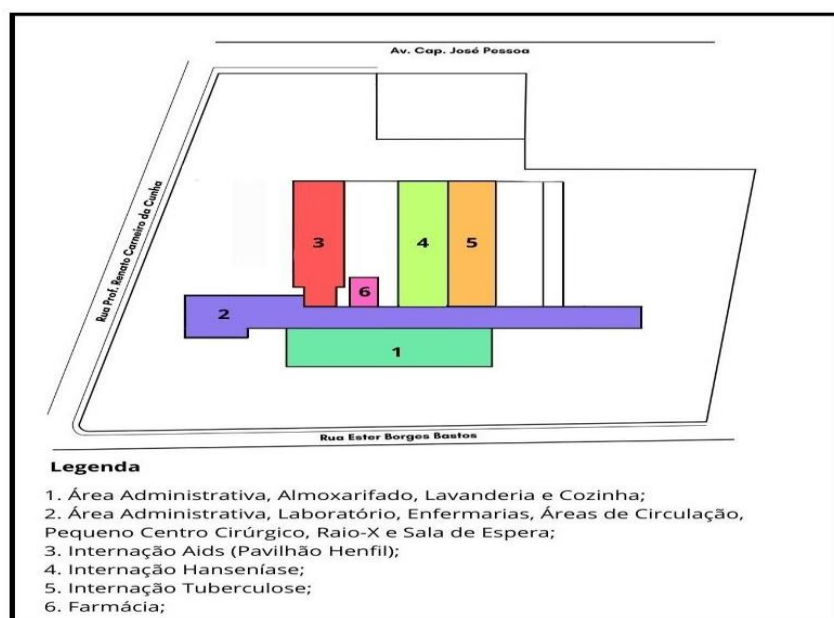 Av. Cap. José Pessoa
Rua Prof. Renato Carneiro da Cunha
3
4
5
6
2
1
Rua Ester Borges Bastos
Legenda
1. Área Administrativa, Almoxarifado, Lavanderia e Cozinha;
2. Área Administrativa, Laboratório, Enfermarias, Áreas de Circulação,
Pequeno Centro Cirúrgico, Raio-X e Sala de Espera;
3. Internação Aids (Pavilhão Henfil);
4. Internação Hanseníase;
5. Internação Tuberculose;
6. Farmácia;